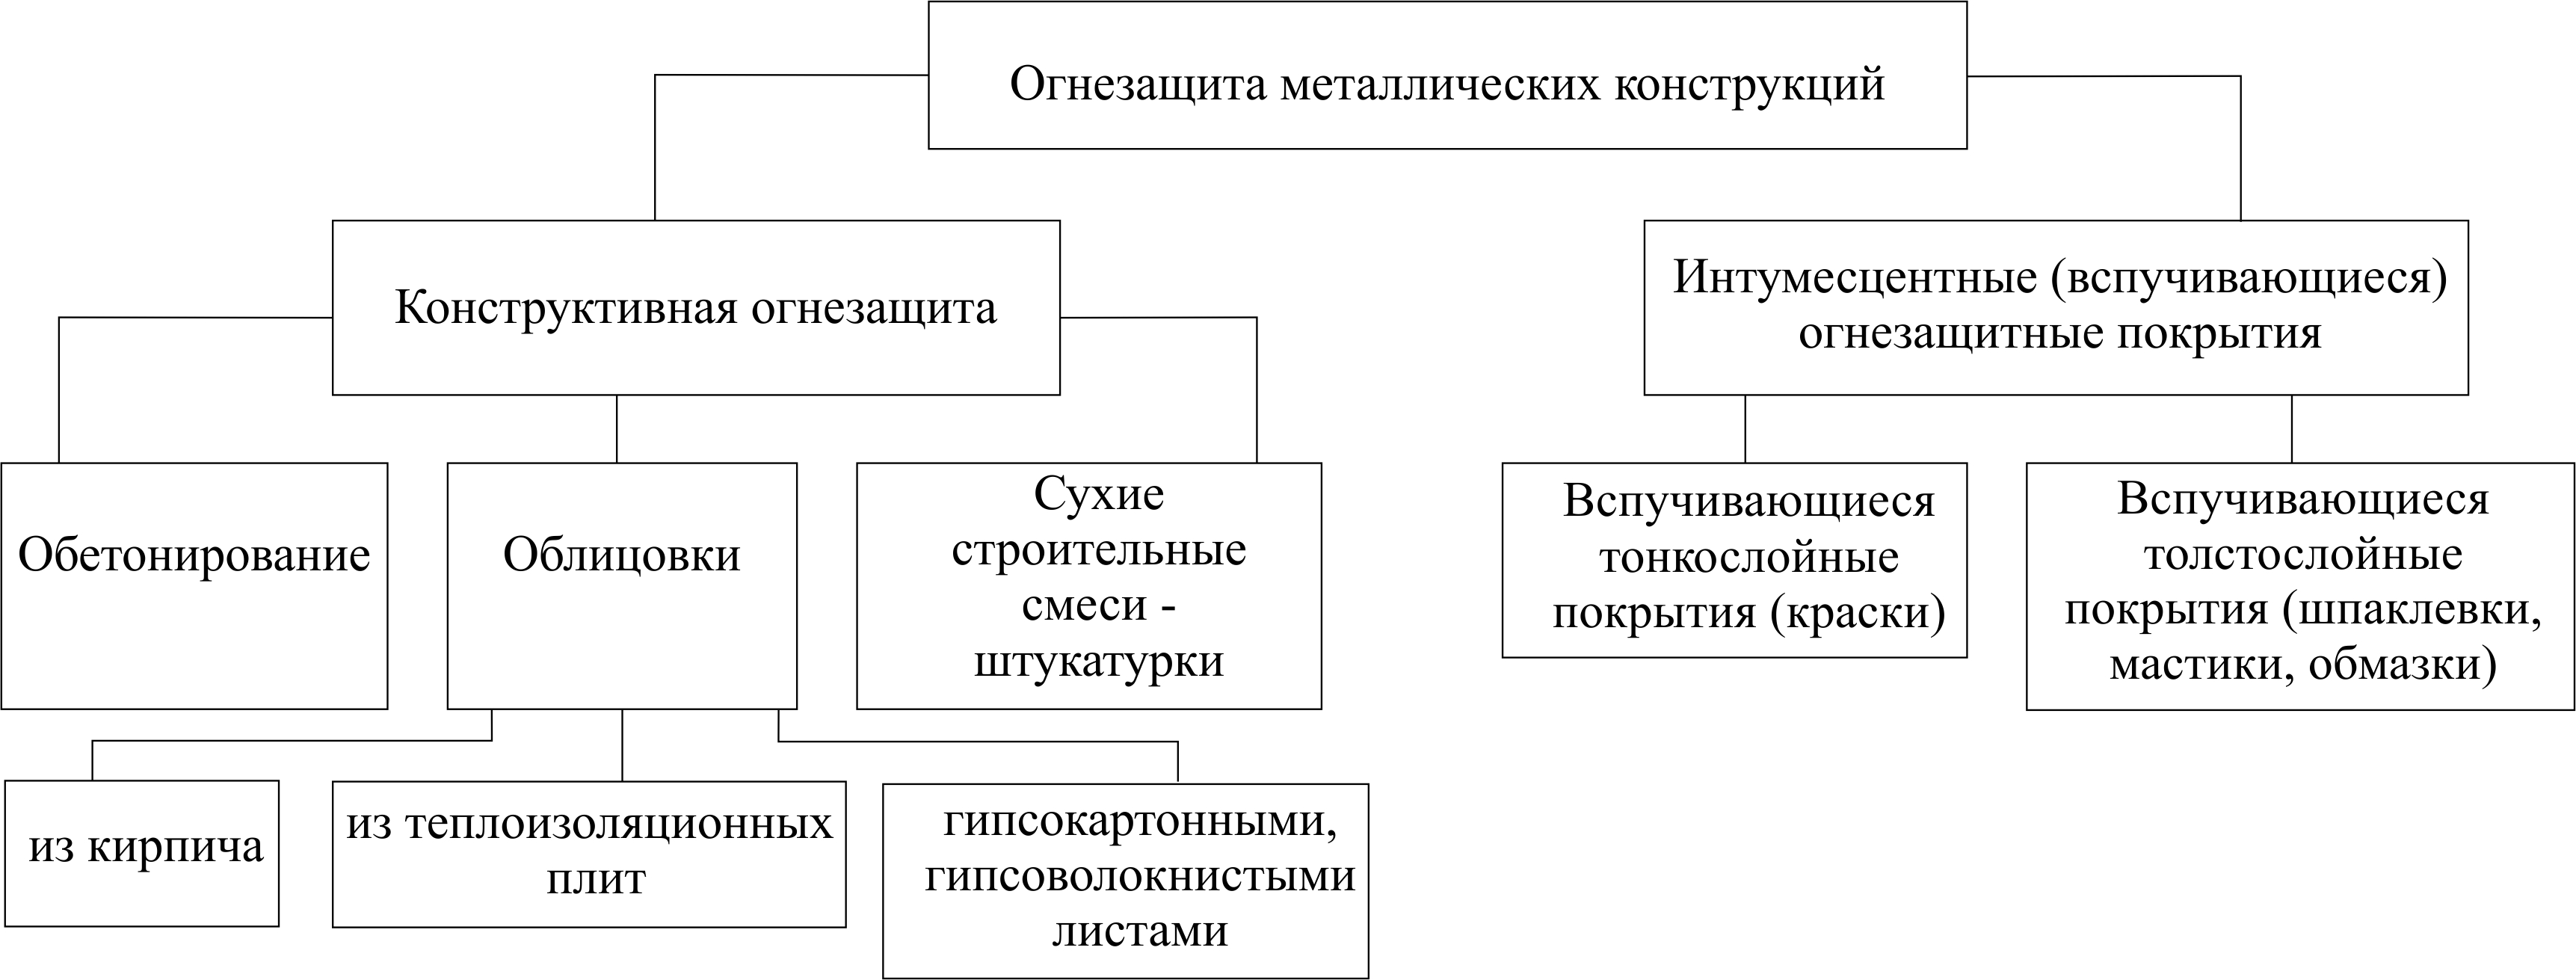 Огнезащита металлических конструкций
Конструктивная огнезащита
Интумесцентные (вспучивающиеся)
огнезащитные покрытия
Обетонирование
Облицовки
Сухие
строительные
смеси -
штукатурки
Вспучивающиеся
тонкослойные
покрытия (краски)
Вспучивающиеся
толстослойные
покрытия (шпаклевки,
мастики, обмазки)
из кирпича
из теплоизоляционных
плит
гипсокартонными,
гипсоволокнистыми
листами